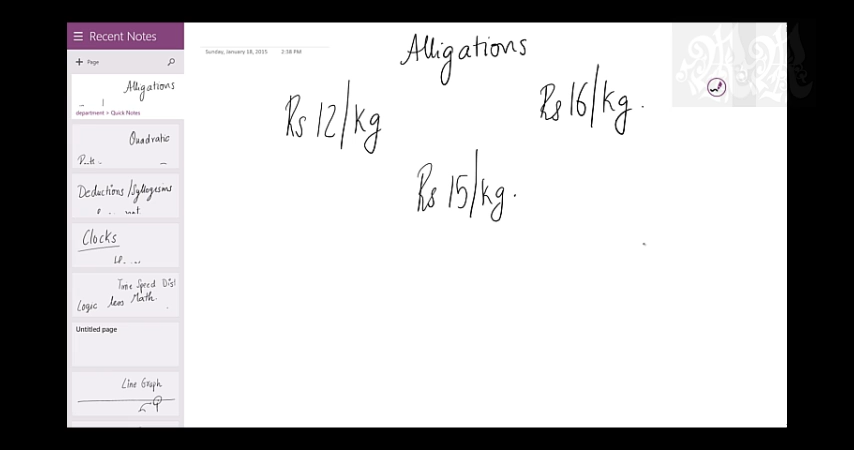 Recent Notes
Page
Alligations
department > Quick Notes
Quadratic
Deductions/Syllogisms
Clocks
Time Speed Dist
Logic less Math.
Untitled page
Line Graph
Sunday, January 18, 2015 2:38 PM
Alligations
Rs 12/kg
Rs 16/kg.
Rs 15/kg.